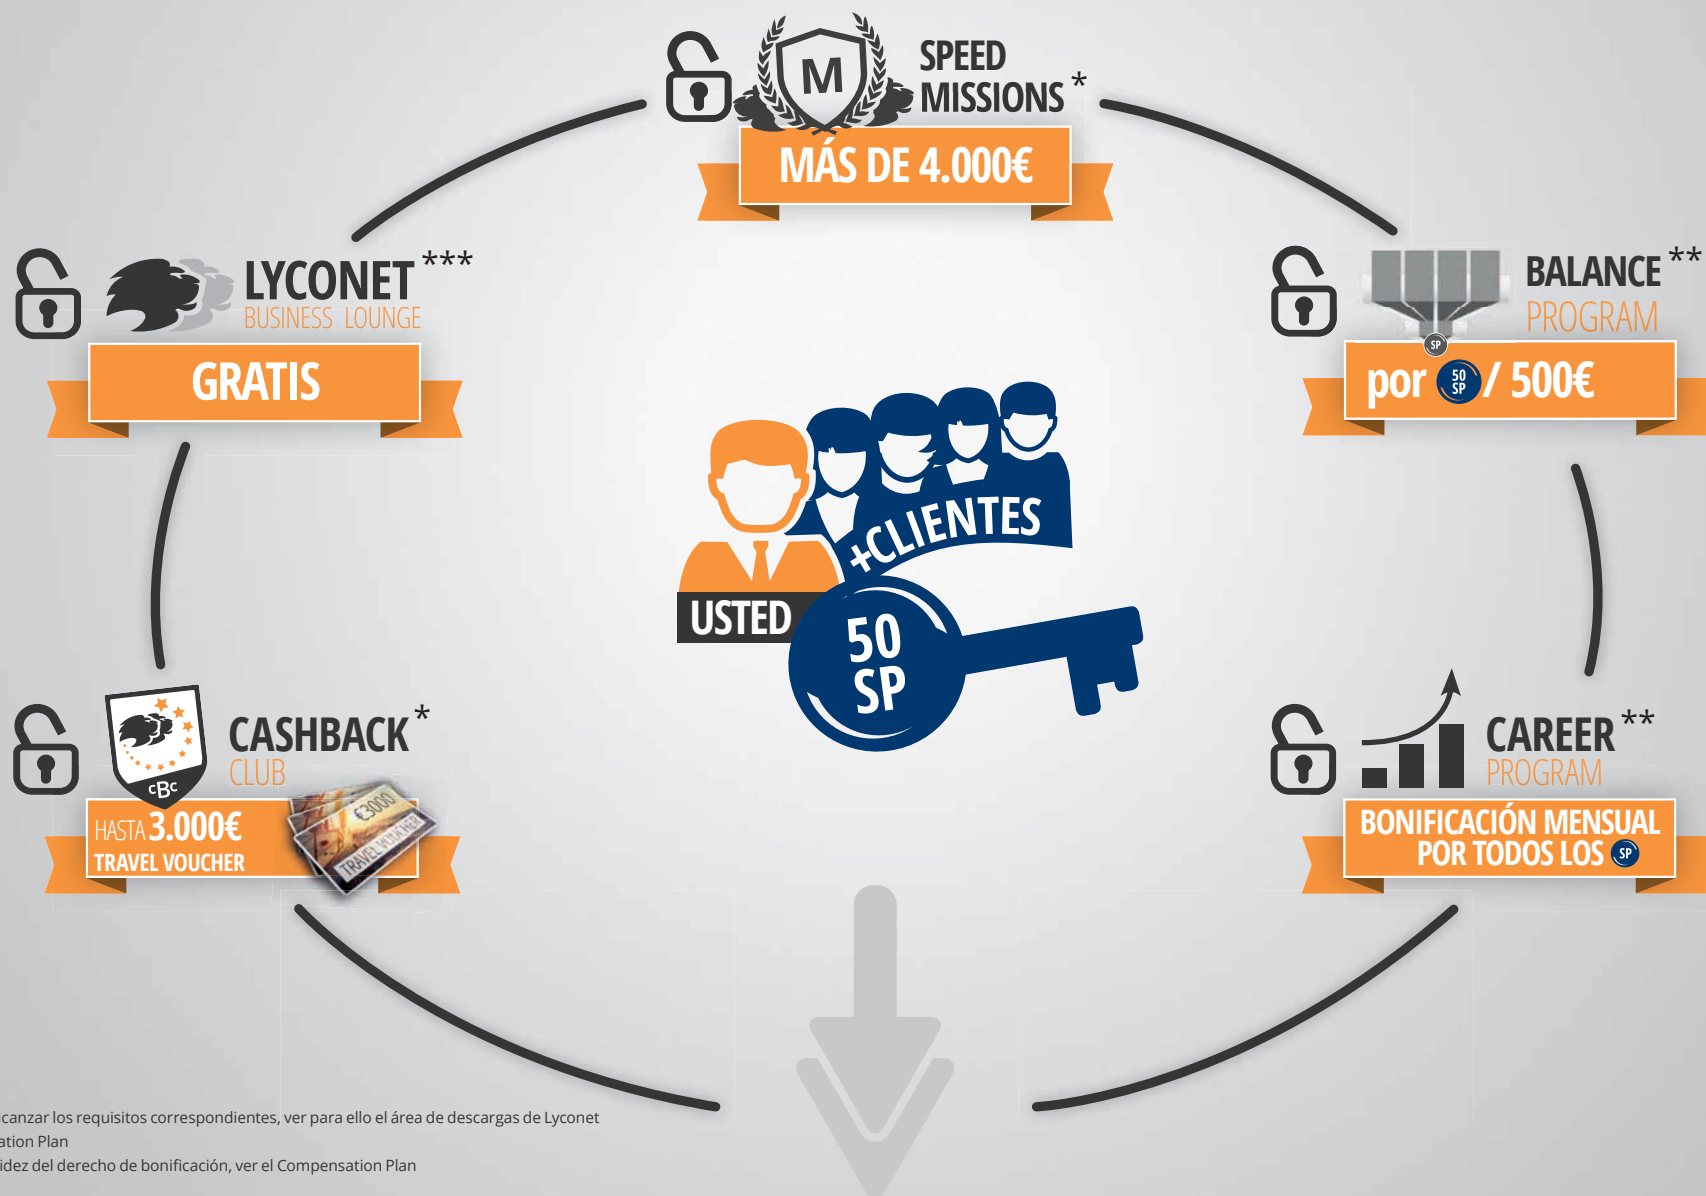 SPEED
MISSIONS *
M
MÁS DE 4.000€
LYCONET ***
BUSINESS LOUNGE
GRATIS
BALANCE **
PROGRAM
SP
por 50 SP / 500€
+CLIENTES
USTED
50
SP
CASHBACK *
CLUB
cBc
HASTA 3.000€
TRAVEL VOUCHER
€3000
TRAVEL VOUCHER
CAREER **
PROGRAM
BONIFICACIÓN MENSUAL
POR TODOS LOS SP
canzar los requisitos correspondientes, ver para ello el área de descargas de Lyconet
ation Plan
idez del derecho de bonificación, ver el Compensation Plan